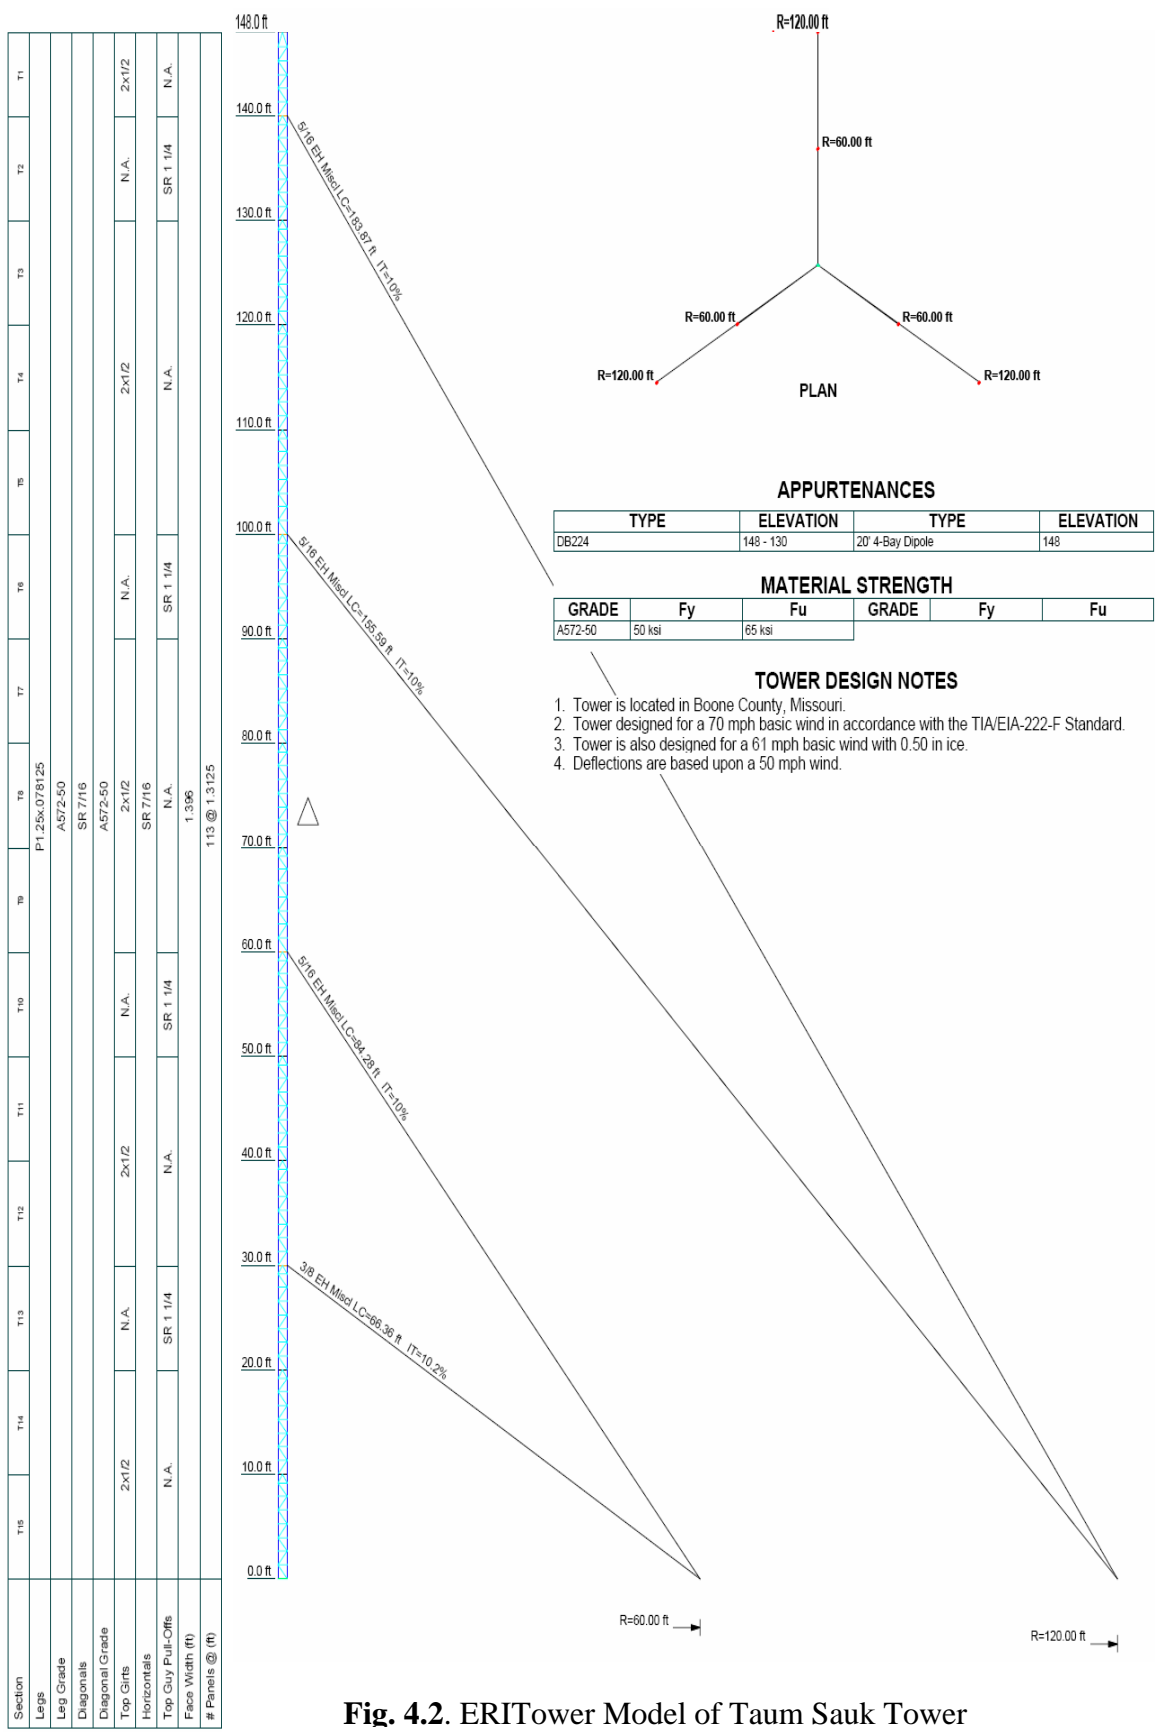 148.0 ft
140.0 ft
130.0 ft
120.0 ft
110.0 ft
100.0 ft
90.0 ft
80.0 ft
70.0 ft
60.0 ft
50.0 ft
40.0 ft
30.0 ft
20.0 ft
10.0 ft
0.0 ft
Section T15 T14 T13 T12 T11 T10 T9 T8 T7 T6 T5 T4 T3 T2 T1
Legs P1.25x.078125
Leg Grade A572-50
Diagonals SR 7/16
Diagonal Grade A572-50
Top Girts 2x1/2 N.A. 2x1/2 N.A. 2x1/2 N.A. 2x1/2 N.A. 2x1/2
Horizontals SR 7/16
Top Guy Pull-Offs N.A. SR 1 1/4 N.A. SR 1 1/4 N.A. SR 1 1/4 N.A. SR 1 1/4 N.A.
Face Width (ft) 1.396
# Panels @ (ft) 113 @ 1.3125
5/16 EH Miscl LC=183.87 ft IT=10%
5/16 EH Miscl LC=155.59 ft IT=10%
5/16 EH Miscl LC=84.28 ft IT=10%
3/8 EH Miscl LC=66.36 ft IT=10.2%
R=60.00 ft
R=120.00 ft
R=120.00 ft
R=60.00 ft
R=60.00 ft
R=60.00 ft
R=120.00 ft
R=120.00 ft
PLAN
APPURTENANCES
TYPE ELEVATION TYPE ELEVATION
DB224 148 - 130 20' 4-Bay Dipole 148
MATERIAL STRENGTH
GRADE Fy Fu GRADE Fy Fu
A572-50 50 ksi 65 ksi
TOWER DESIGN NOTES
1. Tower is located in Boone County, Missouri.
2. Tower designed for a 70 mph basic wind in accordance with the TIA/EIA-222-F Standard.
3. Tower is also designed for a 61 mph basic wind with 0.50 in ice.
4. Deflections are based upon a 50 mph wind.
Fig. 4.2. ERITower Model of Taum Sauk Tower